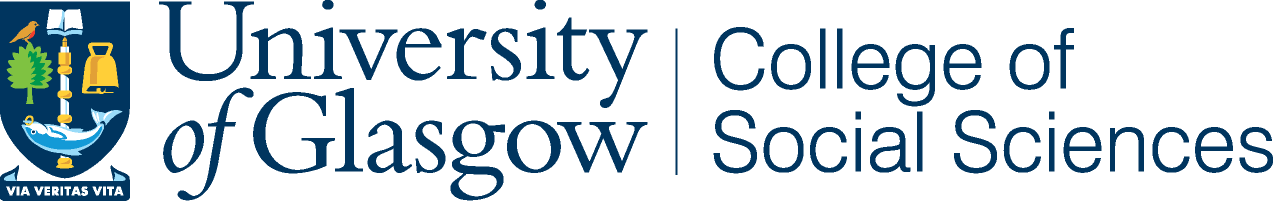 University
of Glasgow
College of
Social Sciences
VIA VERITAS VITA